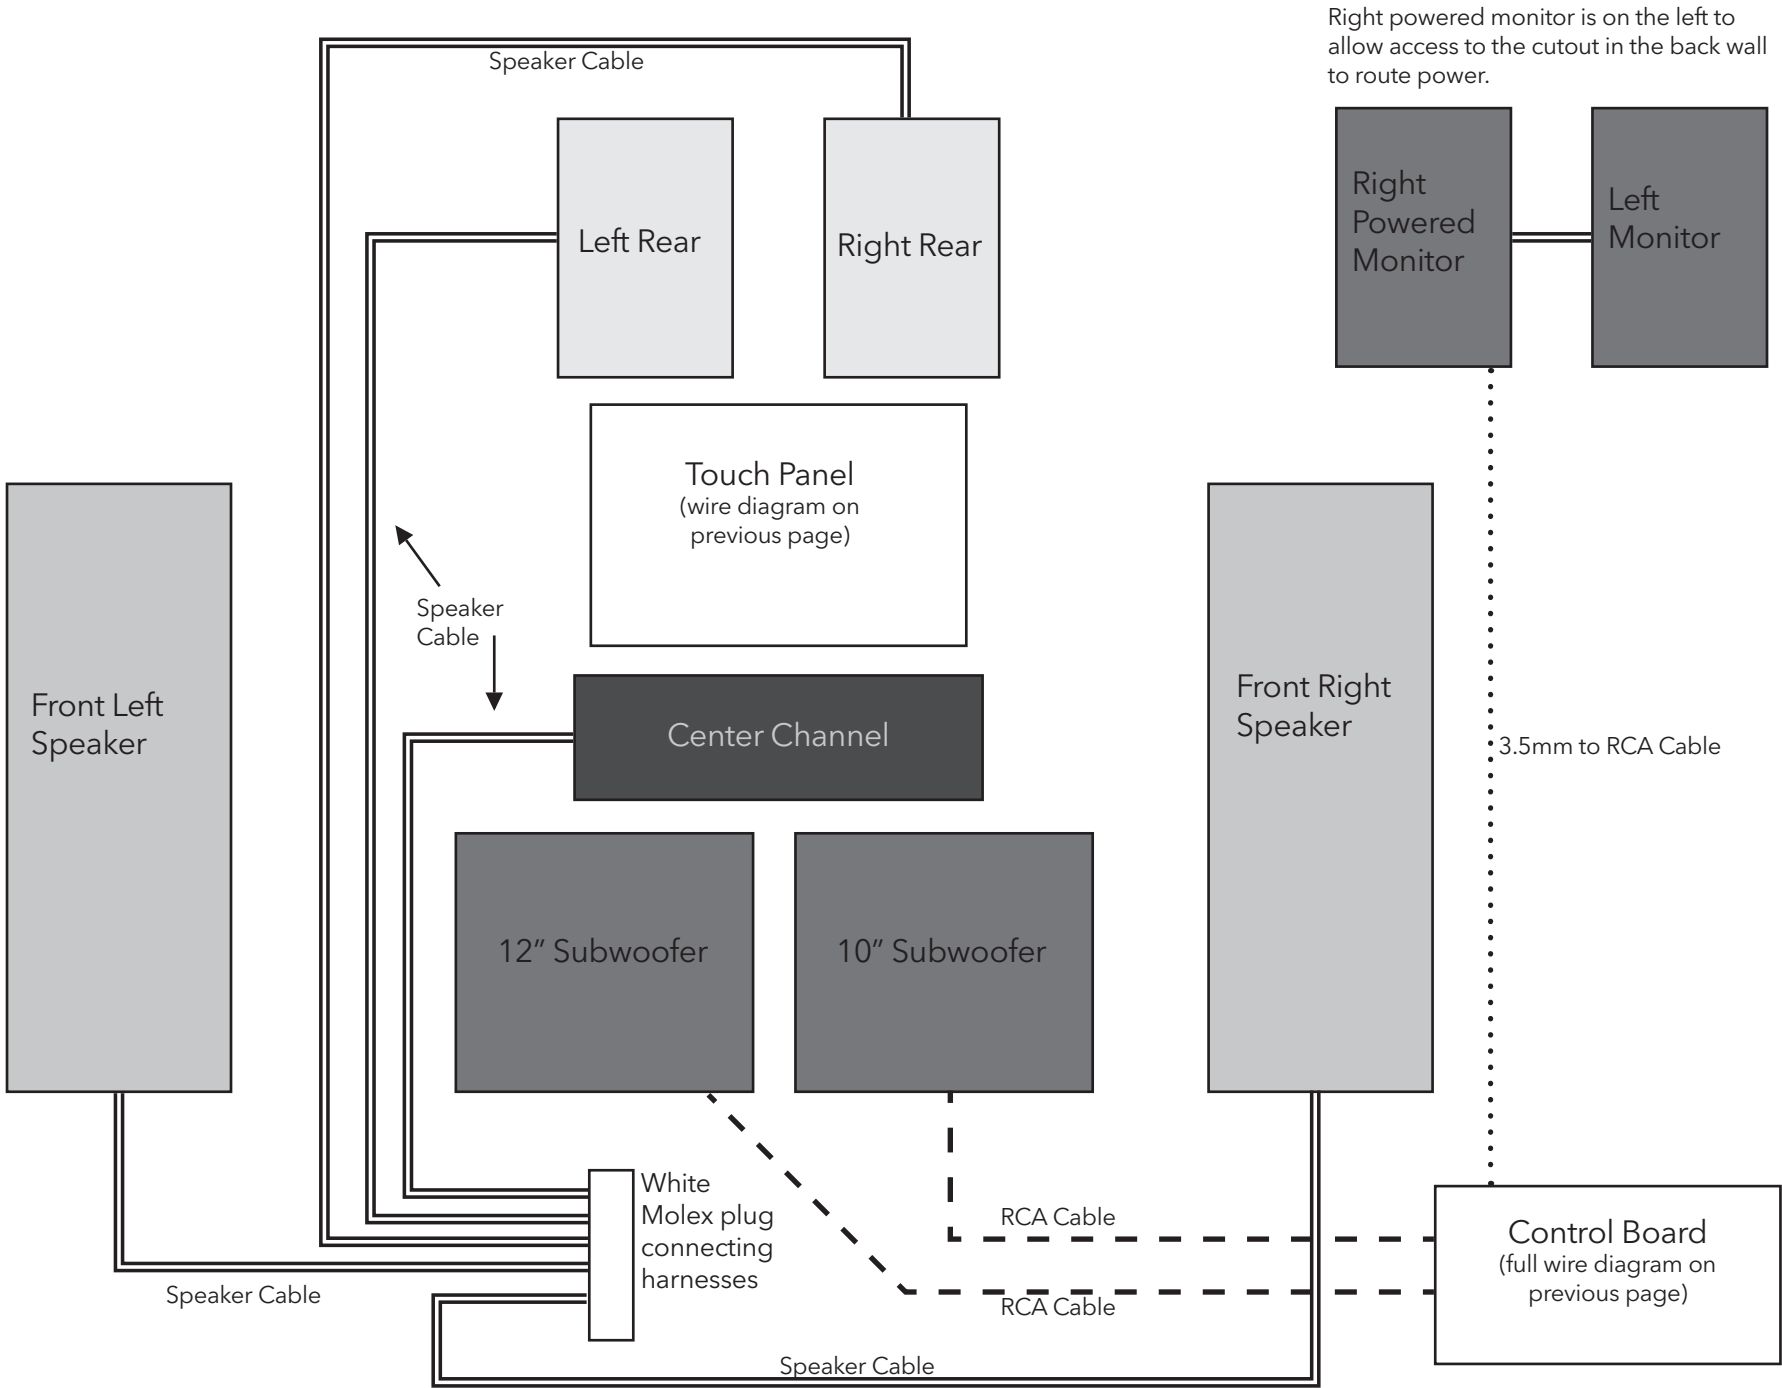 Right powered monitor is on the left to
allow access to the cutout in the back wall
to route power.
Speaker Cable
Left Rear
Right Rear
Right
Powered
Monitor
Left
Monitor
Touch Panel
(wire diagram on
previous page)
Speaker
Cable
Front Left
Speaker
Center Channel
Front Right
Speaker
3.5mm to RCA Cable
12” Subwoofer
10” Subwoofer
White
Molex plug
connecting
harnesses
RCA Cable
RCA Cable
Control Board
(full wire diagram on
previous page)
Speaker Cable
Speaker Cable